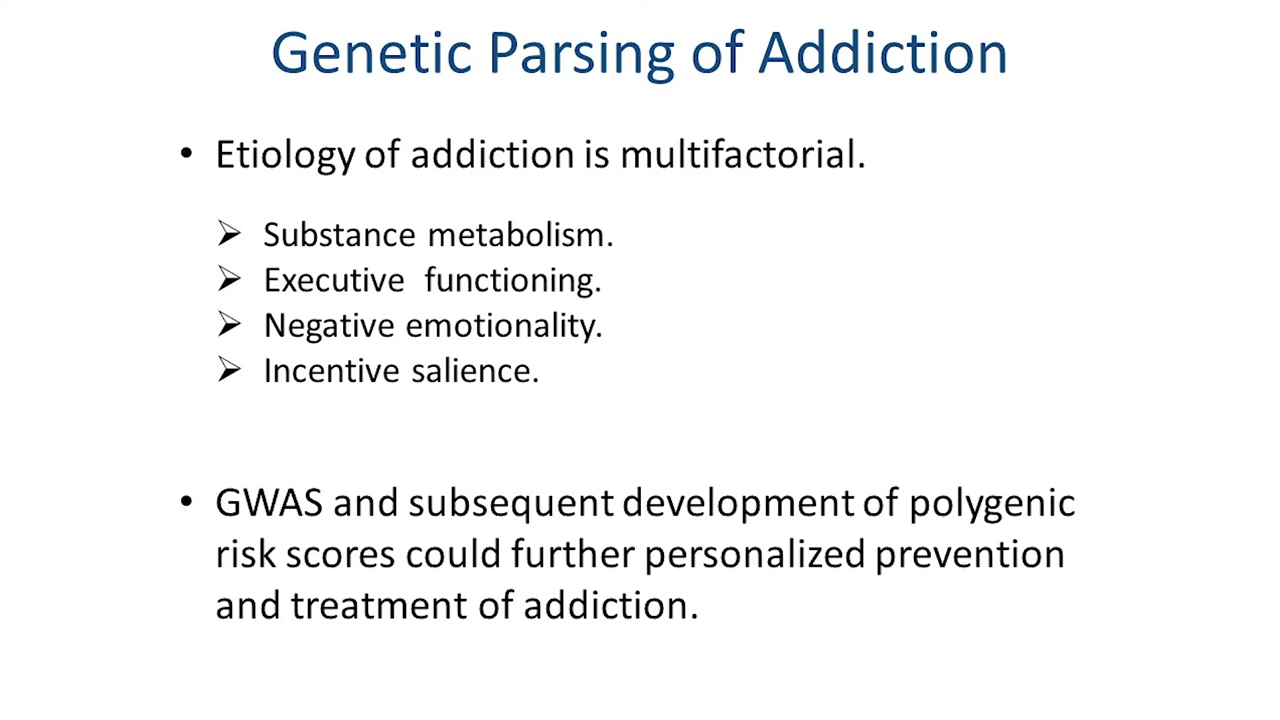 Genetic Parsing of Addiction
• Etiology of addiction is multifactorial.
➢ Substance metabolism.
➢ Executive  functioning.
➢ Negative emotionality.
➢ Incentive salience.
• GWAS and subsequent development of polygenic
risk scores could further personalized prevention
and treatment of addiction.